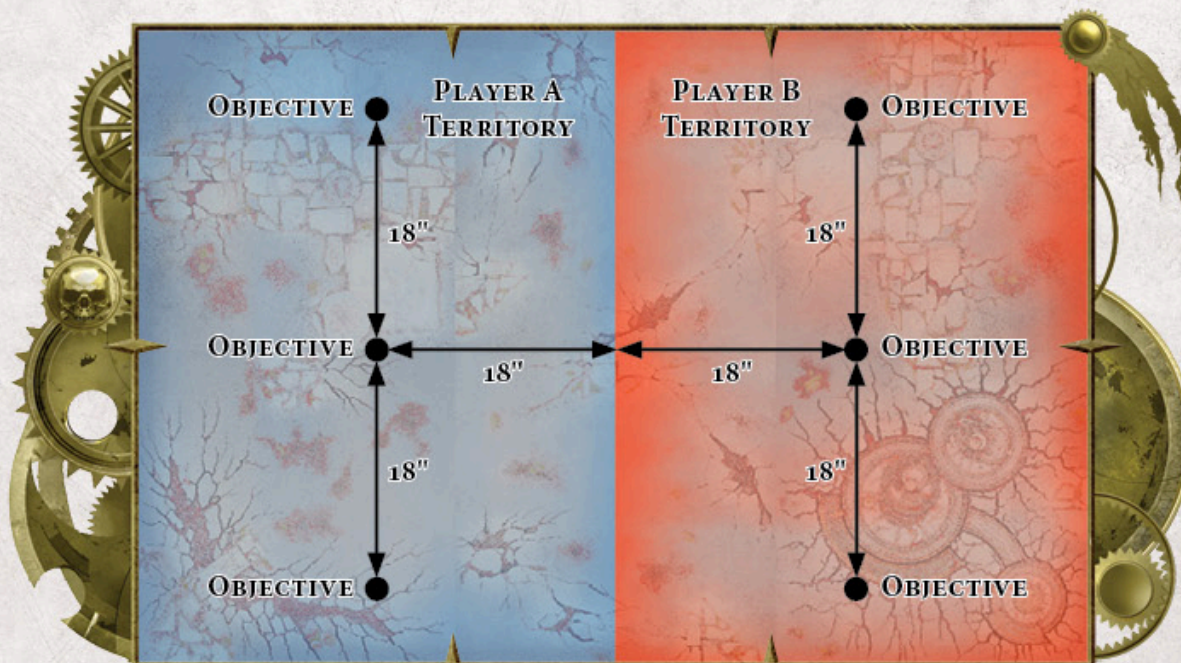 OBJECTIVE
PLAYER A
TERRITORY
PLAYER B
TERRITORY
OBJECTIVE
18"
18"
OBJECTIVE
18"
18"
OBJECTIVE
18"
18"
OBJECTIVE
OBJECTIVE